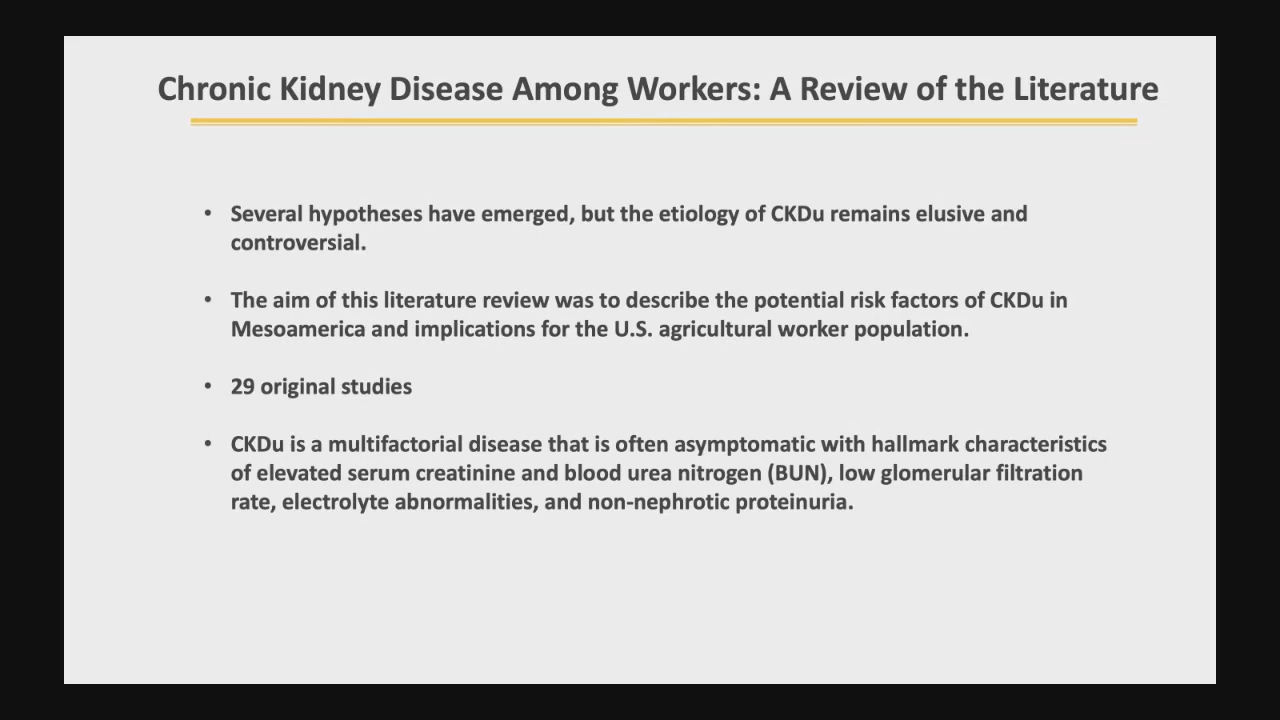 Chronic Kidney Disease Among Workers: A Review of the Literature
• Several hypotheses have emerged, but the etiology of CKDu remains elusive and
controversial.
• The aim of this literature review was to describe the potential risk factors of CKDu in
Mesoamerica and implications for the U.S. agricultural worker population.
• 29 original studies
• CKDu is a multifactorial disease that is often asymptomatic with hallmark characteristics
of elevated serum creatinine and blood urea nitrogen (BUN), low glomerular filtration
rate, electrolyte abnormalities, and non-nephrotic proteinuria.